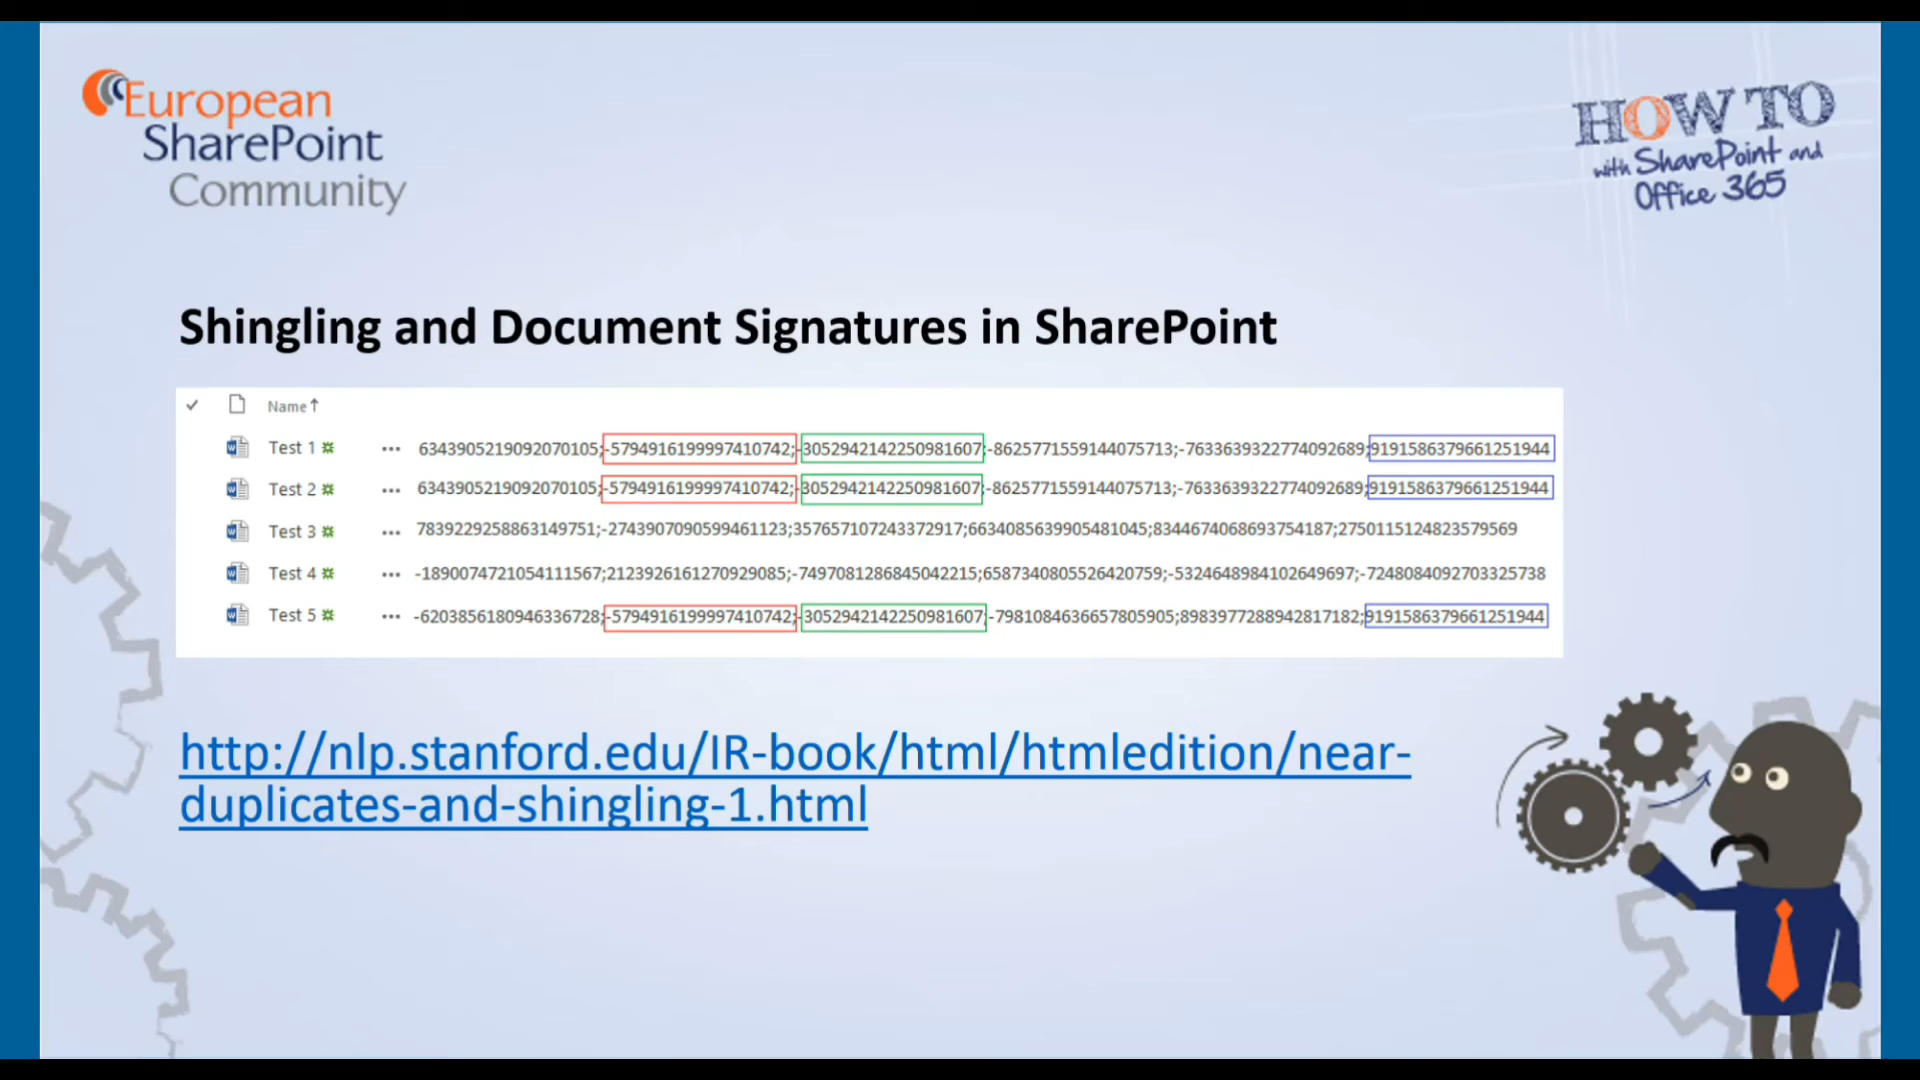 European
SharePoint
Community
HOW TO
with SharePoint and
Office 365
Shingling and Document Signatures in SharePoint
Name↑
Test 1 ... 6343905219092070105;-5794916199997410742;-3052942142250981607;-8625771559144075713;-7633639322774092689;9191586379661251944
Test 2 ... 6343905219092070105;-5794916199997410742;-3052942142250981607;-8625771559144075713;-7633639322774092689;9191586379661251944
Test 3 ... 7839229258863149751;-2743907090599461123;357657107243372917;6634085639905481045;8344674068693754187;2750115124823579569
Test 4 ... -1890074721054111567;2123926161270929085;-7497081286845042215;6587340805526420759;-5324648984102649697;-7248084092703325738
Test 5 ... -6203856180946336728;-5794916199997410742;-3052942142250981607;-7981084636657805905;8983977288942817182;9191586379661251944
http://nlp.stanford.edu/IR-book/html/htmledition/near-
duplicates-and-shingling-1.html